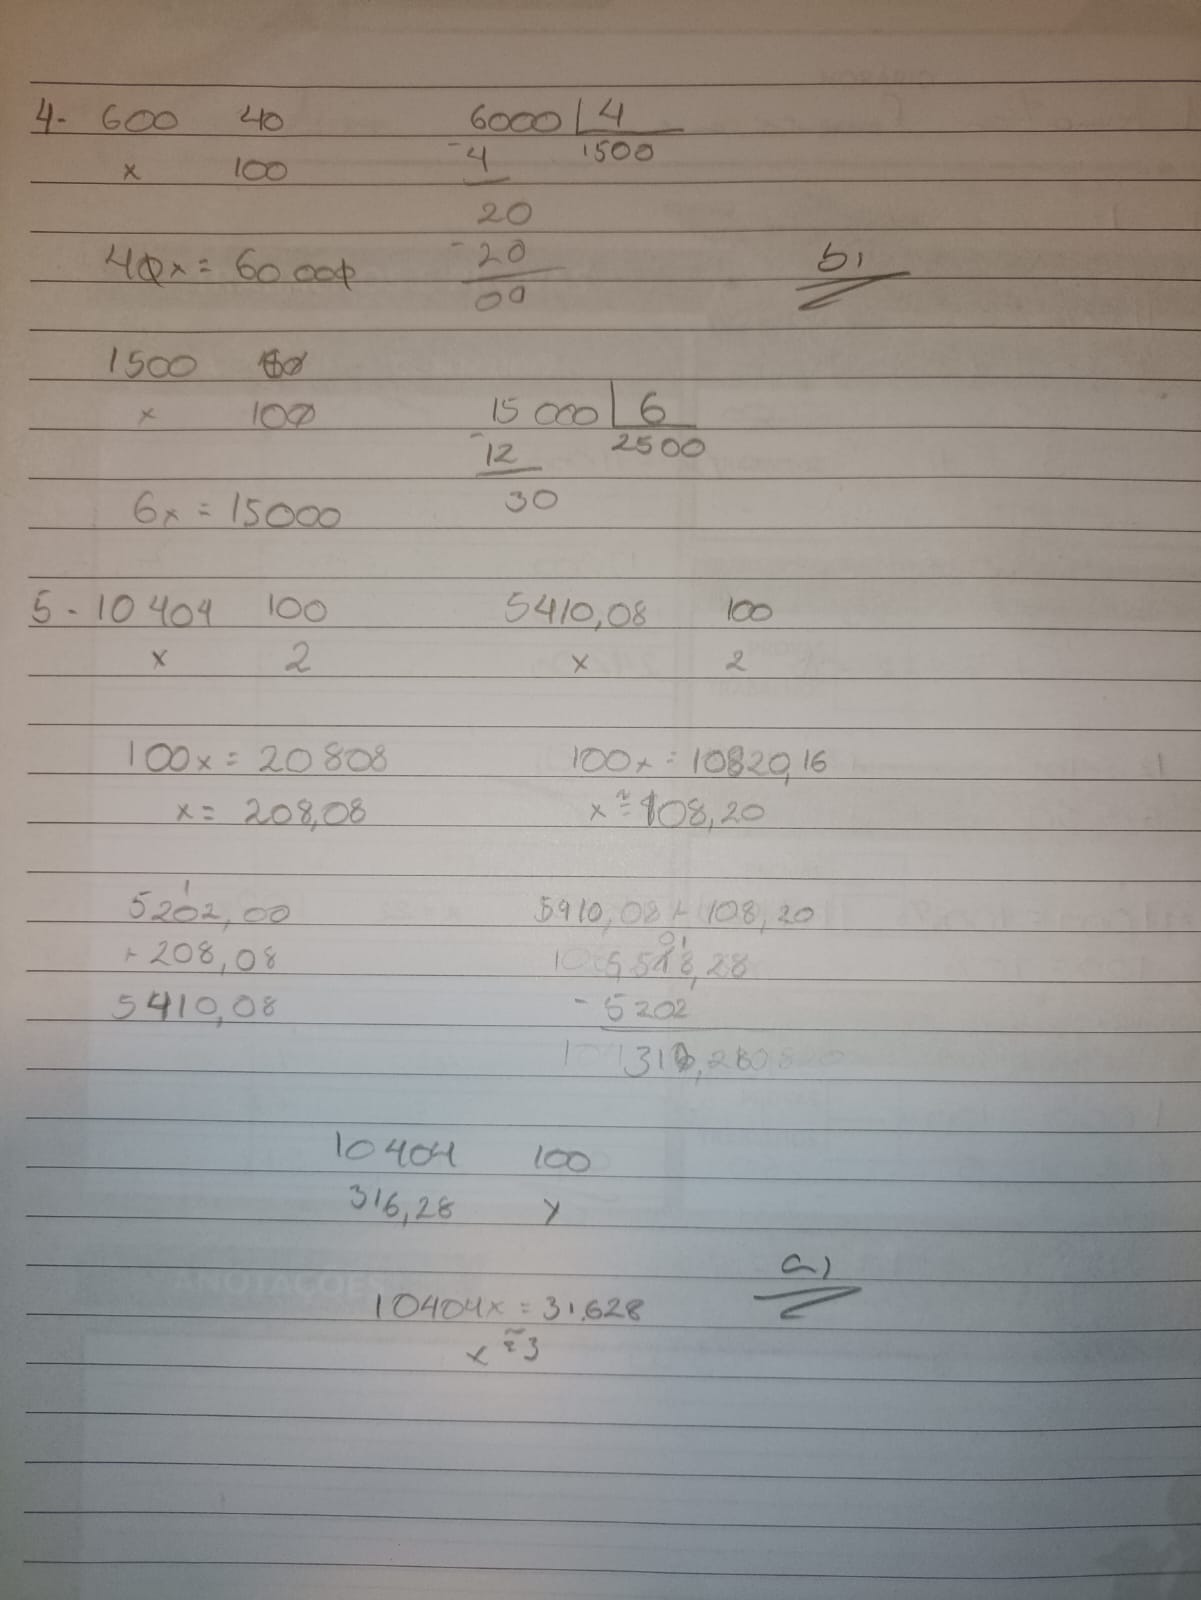 4- 600 40 6000 4
x 100 -4 1500
20
40x = 60 000 -20 b)
00
1500 60
x 100 15 000 6
-12 2500
6x = 15000 30
5- 10 404 100 5410,08 100
x 2 x 2
100x = 20808 100x = 10820,16
x = 208,08 x ≅ 108,20
1
5202,00 5410,08 + 108,20
+ 208,08 5518,28
5410,08 - 5202
316,28
10404 100
316,28 x
a)
10404x = 31.628
x ≅ 3
ANOTAÇÕES